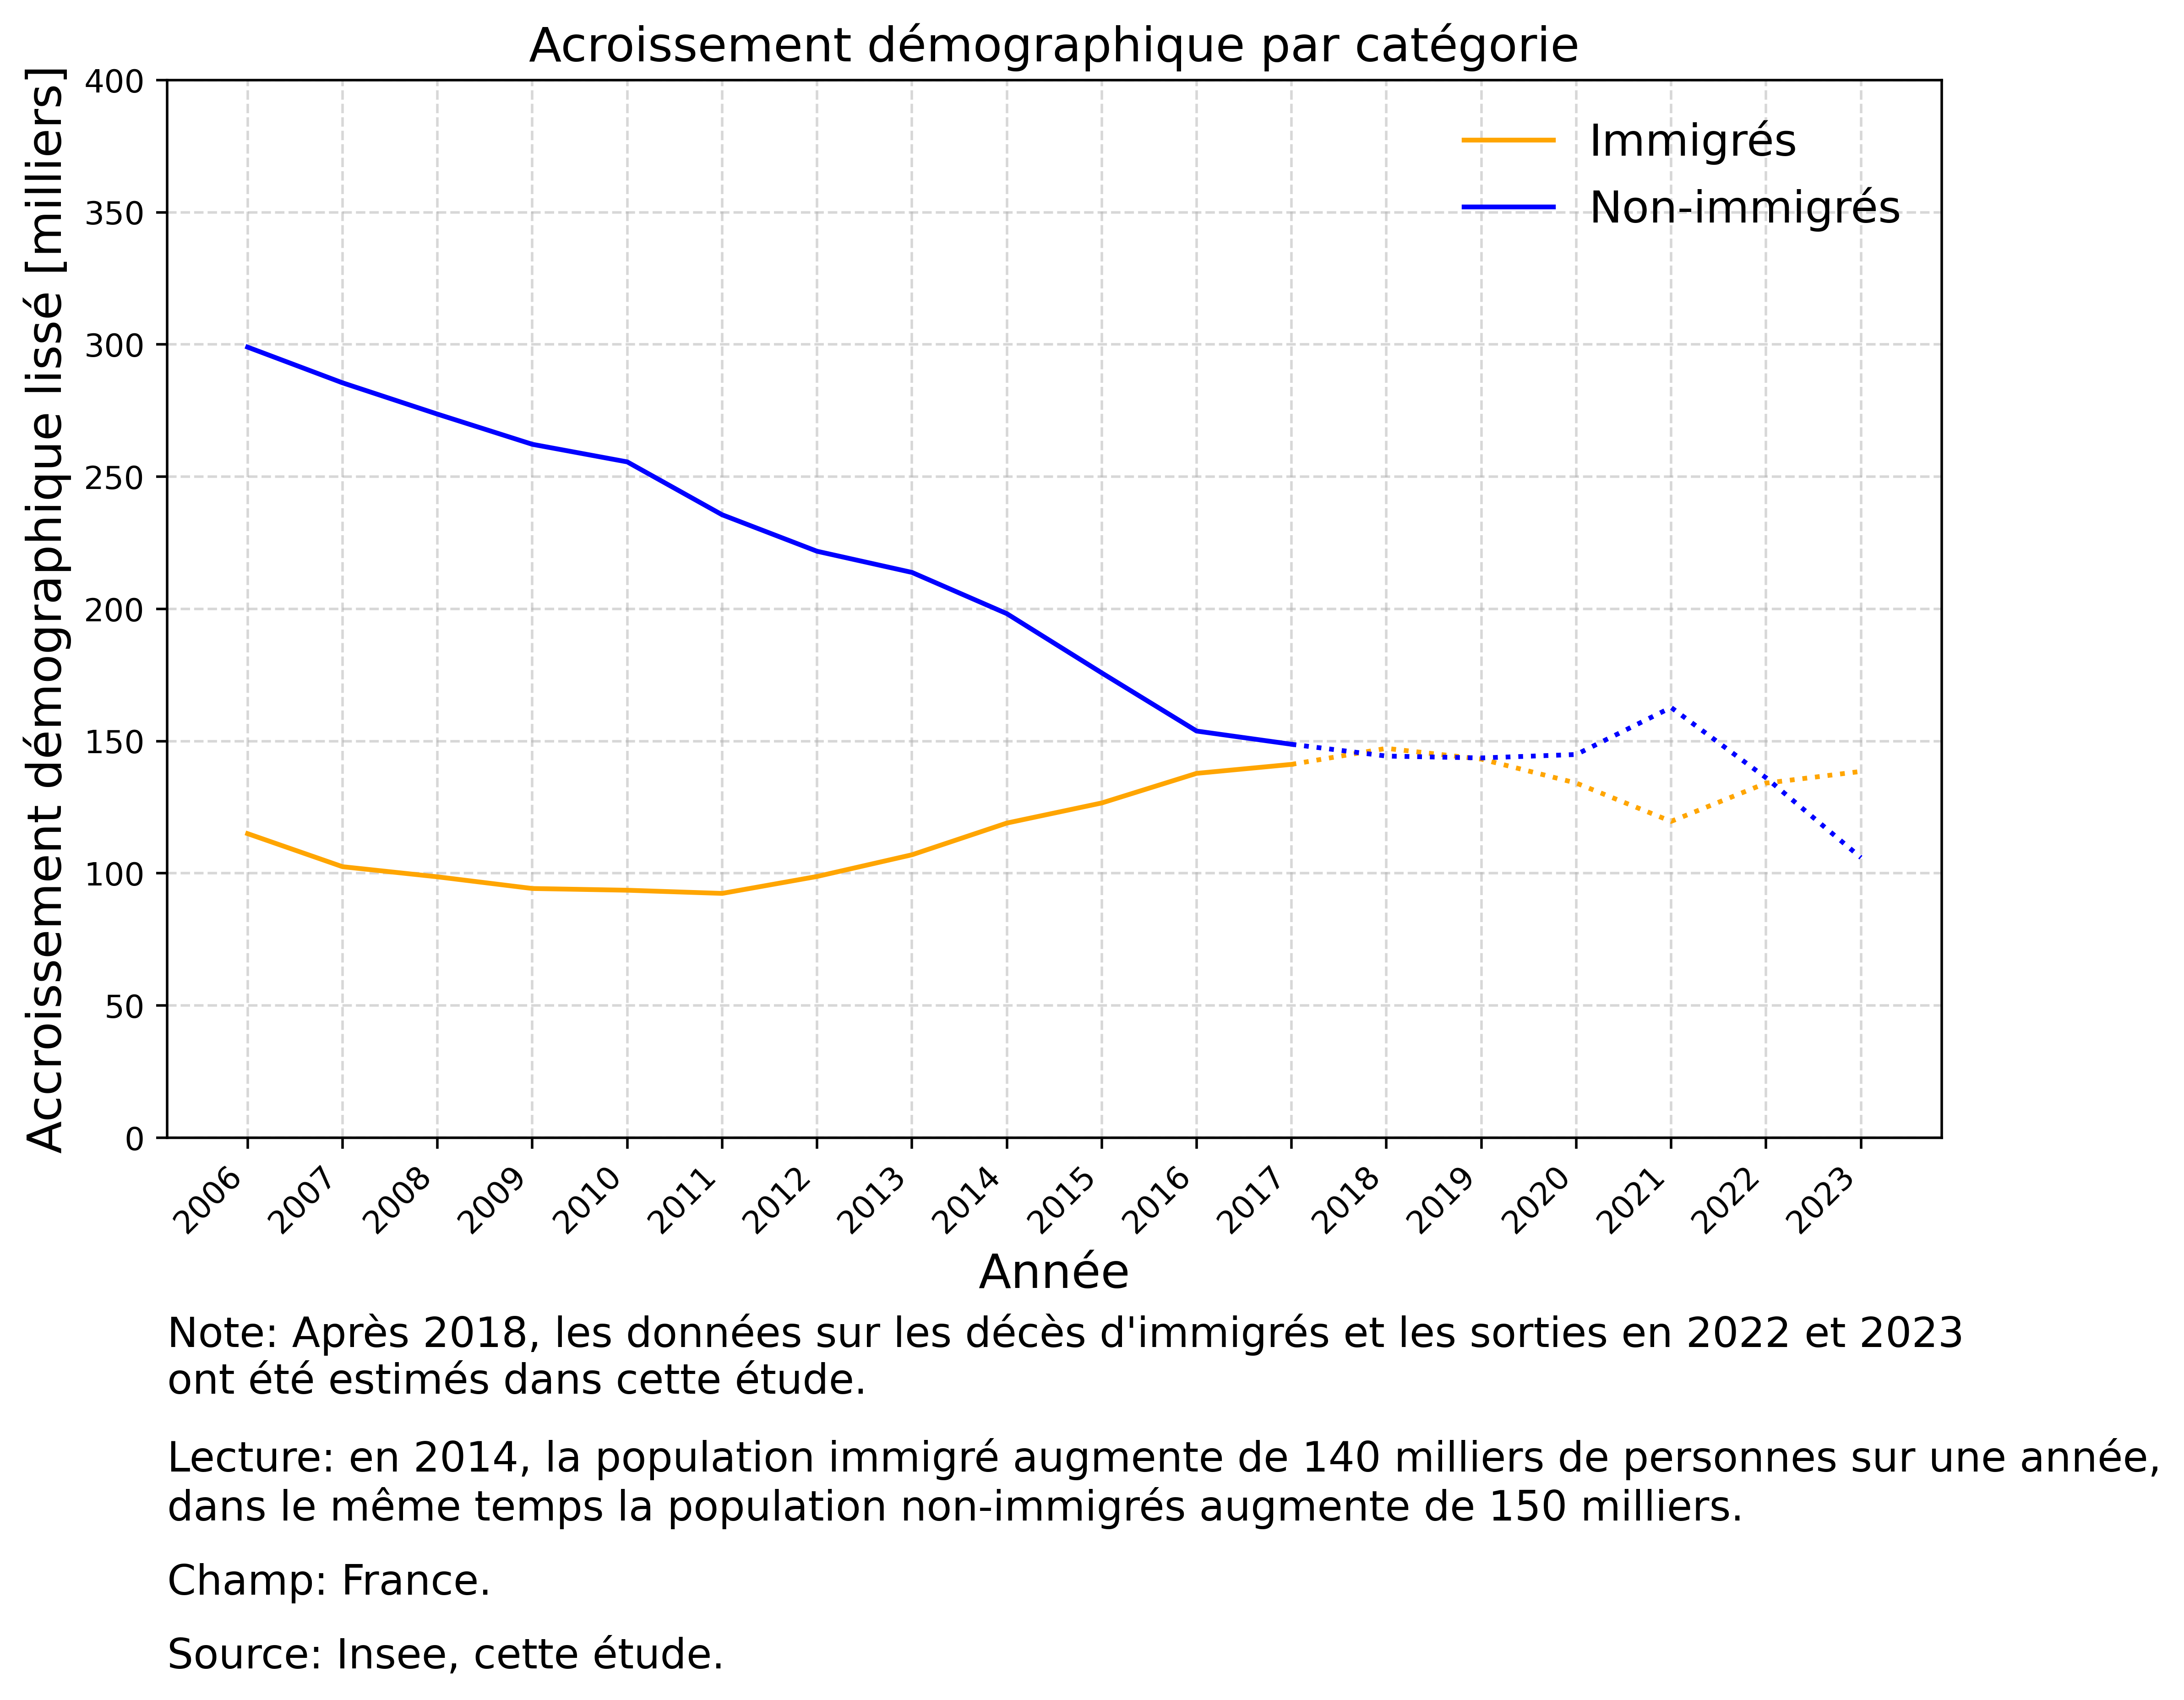 Acroissement démographique par catégorie
Accroissement démographique lissé [milliers]
400
350
300
250
200
150
100
50
0
Immigrés
Non-immigrés
2006
2007
2008
2009
2010
2011
2012
2013
2014
2015
2016
2017
2018
2019
2020
2021
2022
2023
Année
Note: Après 2018, les données sur les décès d'immigrés et les sorties en 2022 et 2023
ont été estimés dans cette étude.
Lecture: en 2014, la population immigré augmente de 140 milliers de personnes sur une année,
dans le même temps la population non-immigrés augmente de 150 milliers.
Champ: France.
Source: Insee, cette étude.